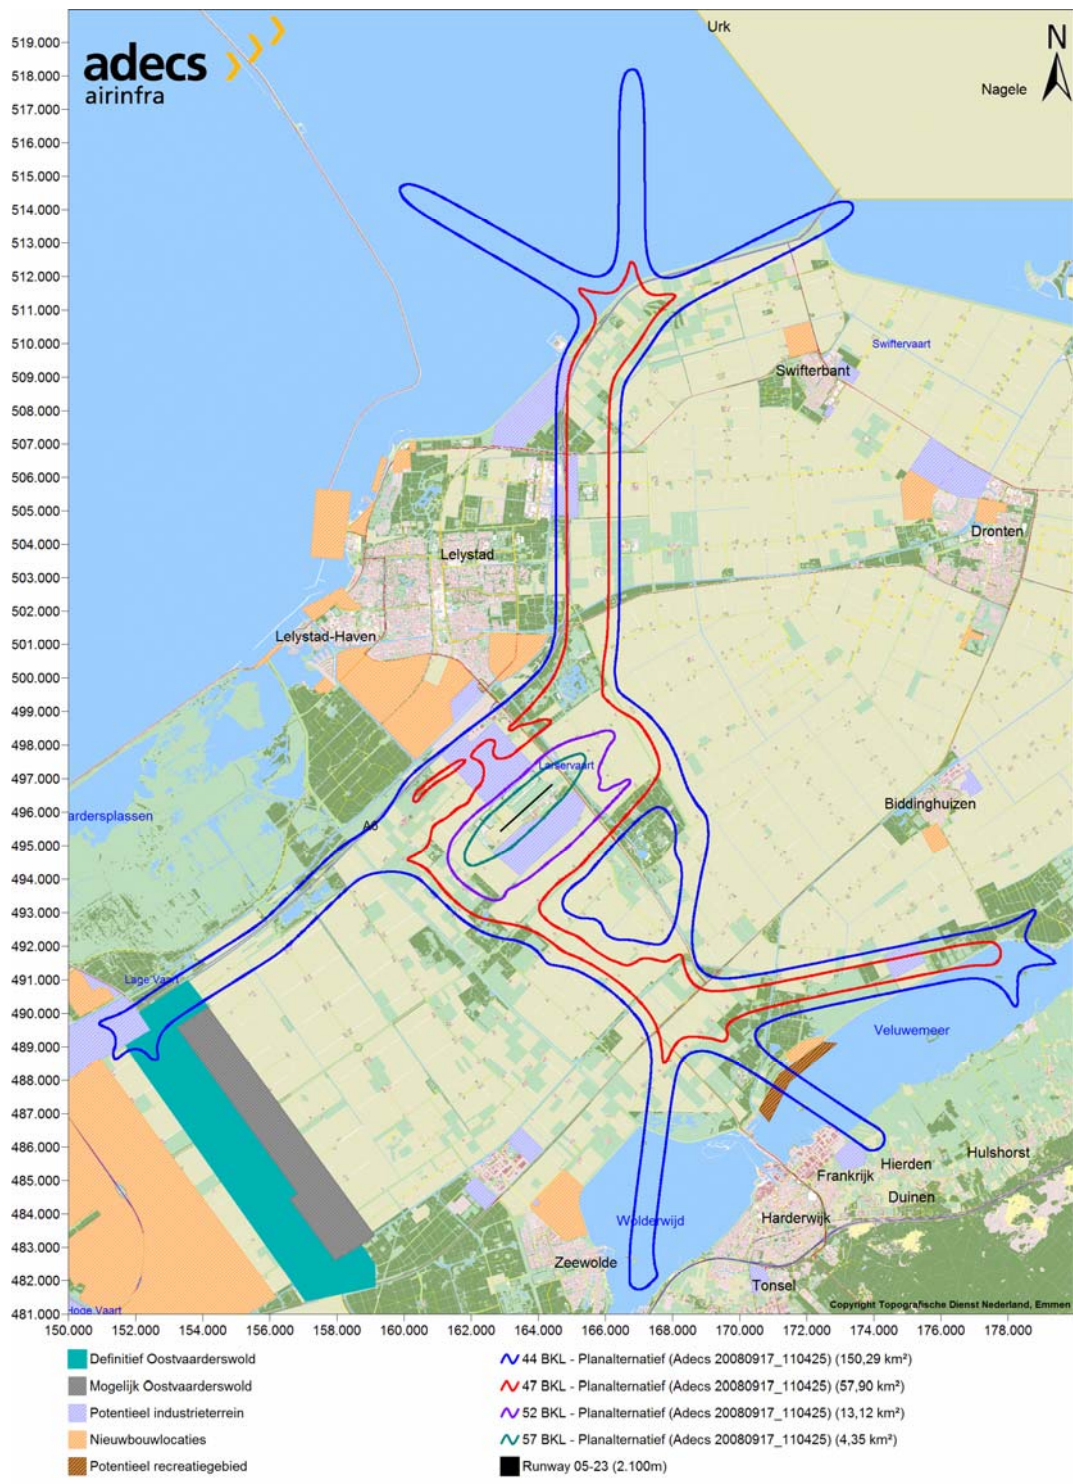 519.000
518.000
517.000
516.000
515.000
514.000
513.000
512.000
511.000
510.000
509.000
508.000
507.000
506.000
505.000
504.000
503.000
502.000
501.000
500.000
499.000
498.000
497.000
496.000
495.000
494.000
493.000
492.000
491.000
490.000
489.000
488.000
487.000
486.000
485.000
484.000
483.000
482.000
481.000
adecs
airinfra
Urk
N
Nagele
Swiftervaart
Swifterbant
Dronten
Lelystad
Lelystad-Haven
Larservaart
Biddinghuizen
ardersplassen
A6
Lage Vaart
Veluwemeer
Hulshorst
Hierden
Frankrijk
Duinen
Harderwijk
Wolderwijd
Zeewolde
Tonsel
Hoge Vaart
Copyright Topografische Dienst Nederland, Emmen
150.000 152.000 154.000 156.000 158.000 160.000 162.000 164.000 166.000 168.000 170.000 172.000 174.000 176.000 178.000
Definitief Oostvaarderswold
Mogelijk Oostvaarderswold
Potentieel industrieterrein
Nieuwbouwlocaties
Potentieel recreatiegebied
44 BKL - Planalternatief (Adecs 20080917_110425) (150,29 km²)
47 BKL - Planalternatief (Adecs 20080917_110425) (57,90 km²)
52 BKL - Planalternatief (Adecs 20080917_110425) (13,12 km²)
57 BKL - Planalternatief (Adecs 20080917_110425) (4,35 km²)
Runway 05-23 (2.100m)